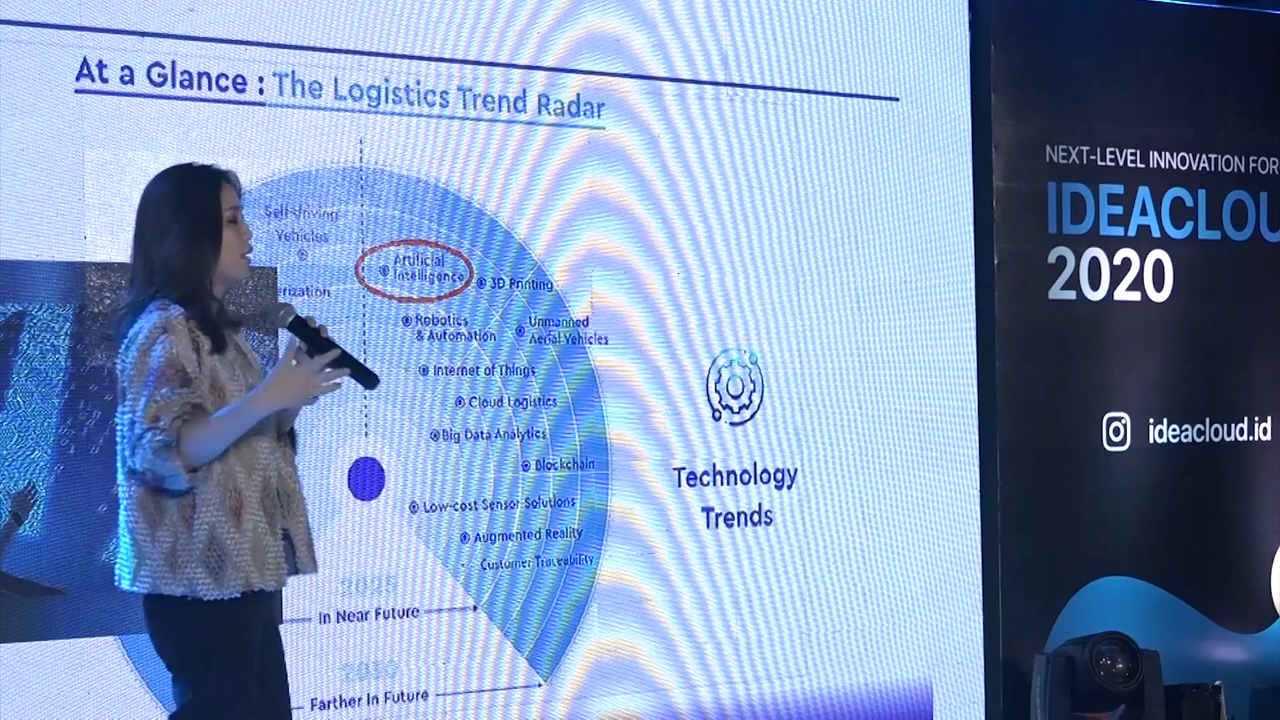 At a Glance : The Logistics Trend Radar
Self-driving
Vehicles
Artificial
Intelligence
3D Printing
rization
Robotics
& Automation
Unmanned
Aerial Vehicles
Internet of Things
Cloud Logistics
Big Data Analytics
Blockchain
Low-cost Sensor Solutions
Augmented Reality
Customer Traceability
In Near Future
Farther In Future
Technology
Trends
NEXT-LEVEL INNOVATION FOR
IDEACLOU
2020
ideacloud.id